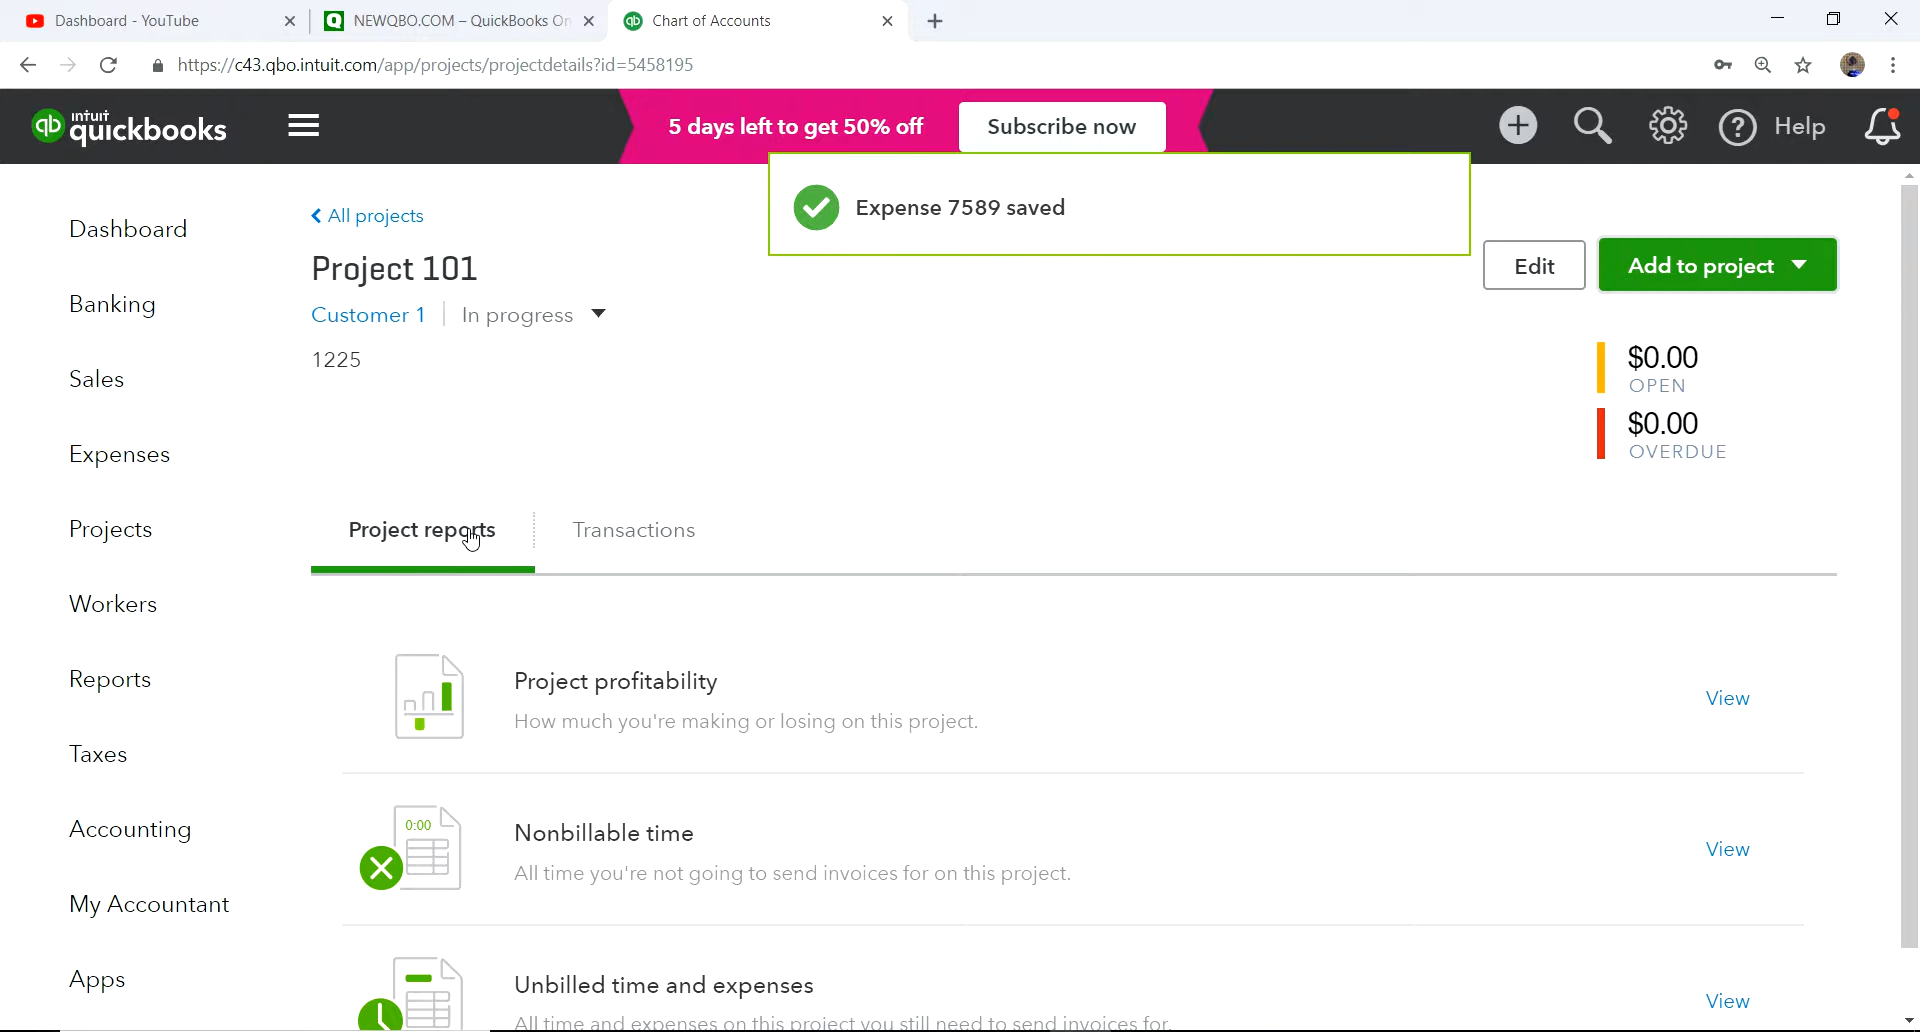 Dashboard - YouTube
NEWQBO.COM – QuickBooks On
Chart of Accounts
https://c43.qbo.intuit.com/app/projects/projectdetails?id=5458195
qb intuit quickbooks
5 days left to get 50% off
Subscribe now
Help
Expense 7589 saved
Dashboard
Banking
Sales
Expenses
Projects
Workers
Reports
Taxes
Accounting
My Accountant
Apps
All projects
Project 101
Customer 1
In progress
1225
Edit
Add to project
$0.00
OPEN
$0.00
OVERDUE
Project reports
Transactions
Project profitability
How much you're making or losing on this project.
View
0:00
Nonbillable time
All time you're not going to send invoices for on this project.
View
Unbilled time and expenses
All time and expenses on this project you still need to send invoices for.
View